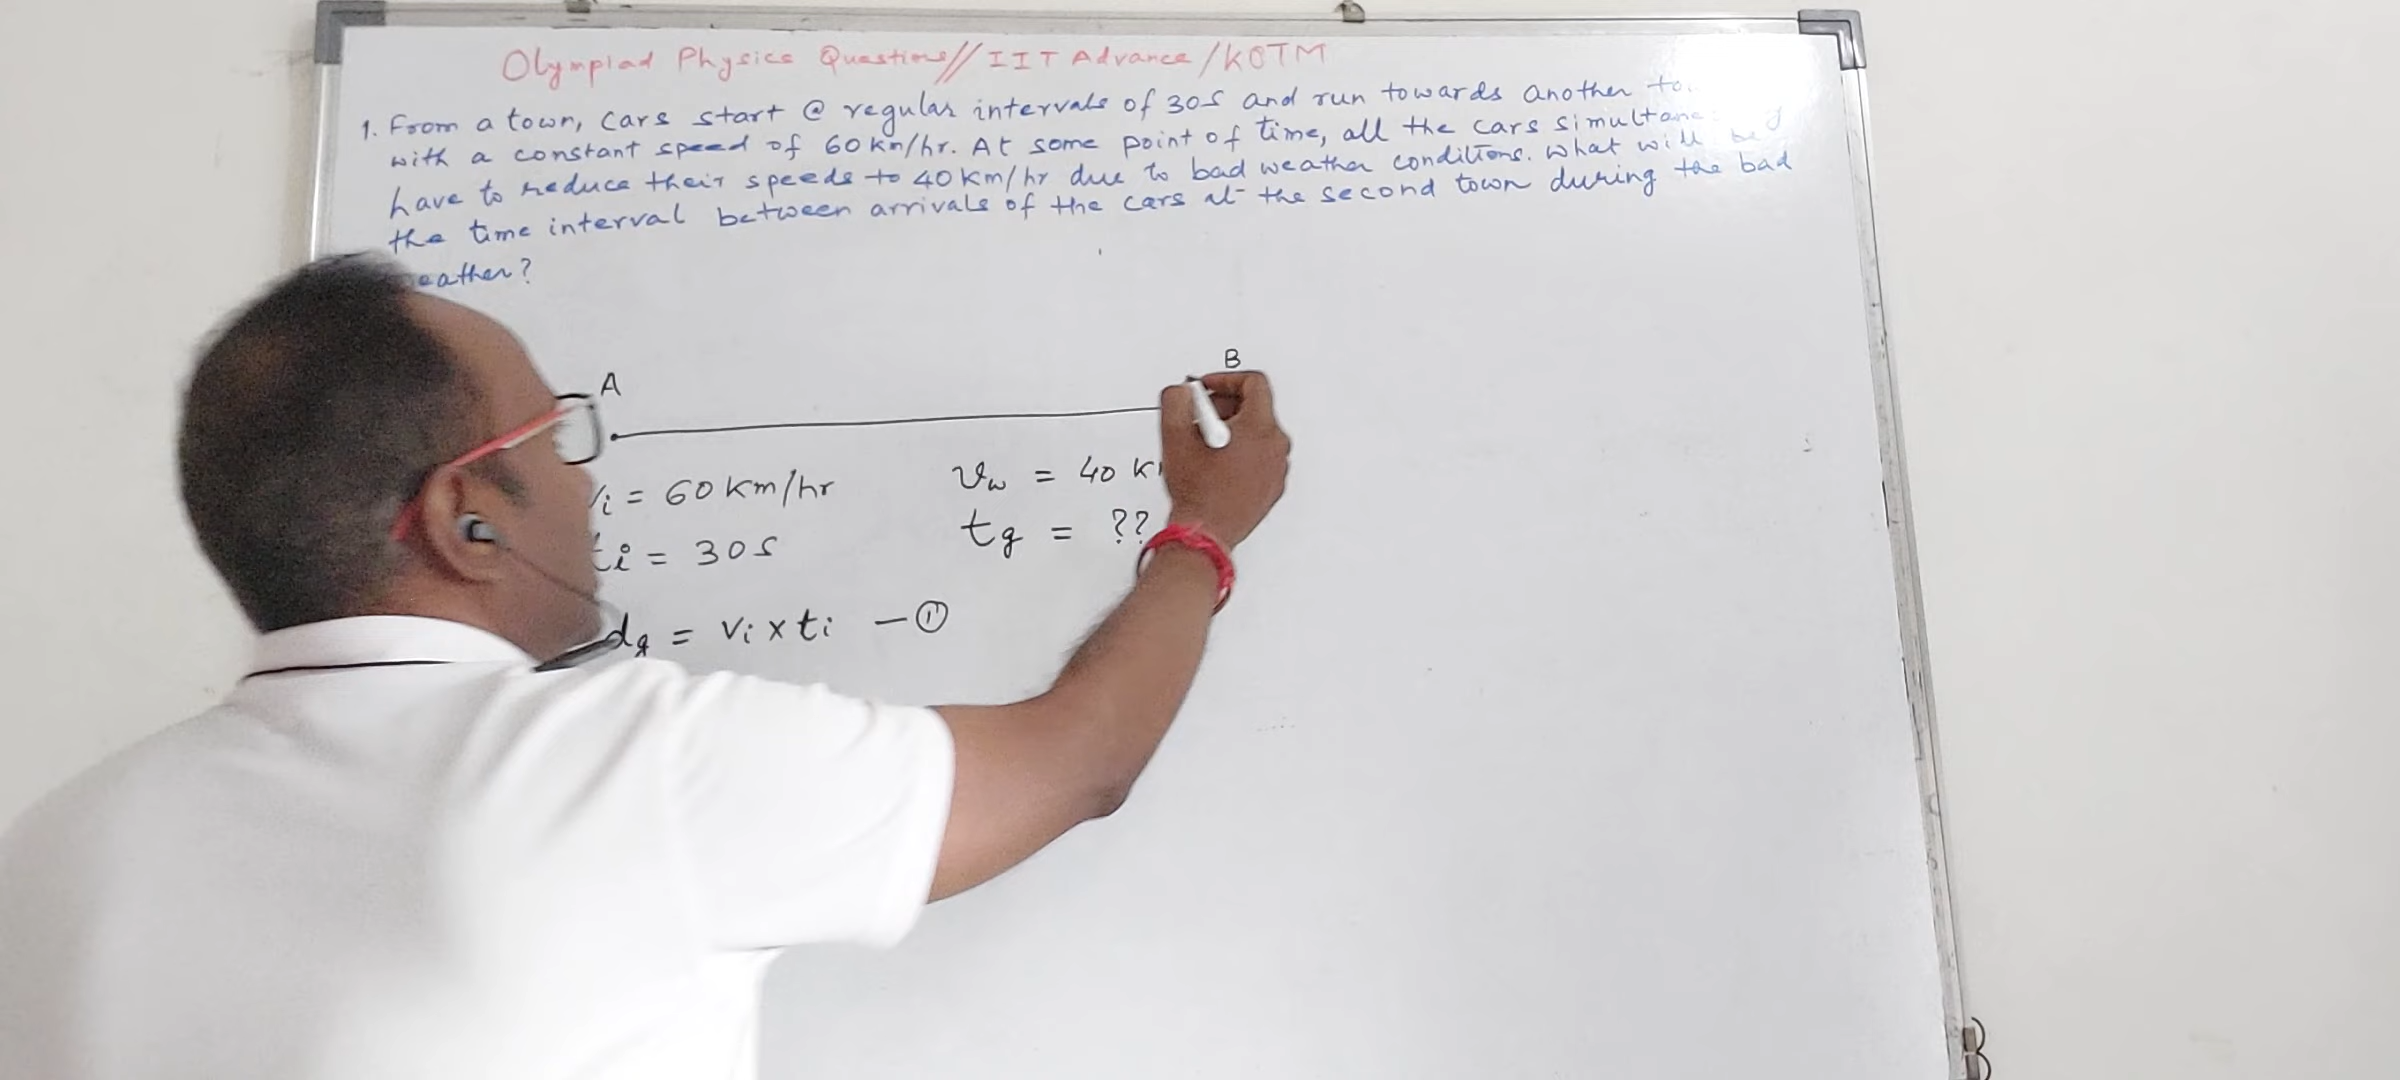 Olympiad Physics Questions// IIT Advance/KOTM
1. From a town, cars start @ regular intervals of 30s and run towards another
with a constant speed of 60 km/hr. At some point of time, all the cars
have to reduce their speeds to 40 km/hr due to bad weather conditions. What will be
the time interval between arrivals of the cars at the second town during the bad
eather?
A
B
i = 60 km/hr
vw = 40 K
ti = 30s
tg = ??
dg = vi x ti - ①